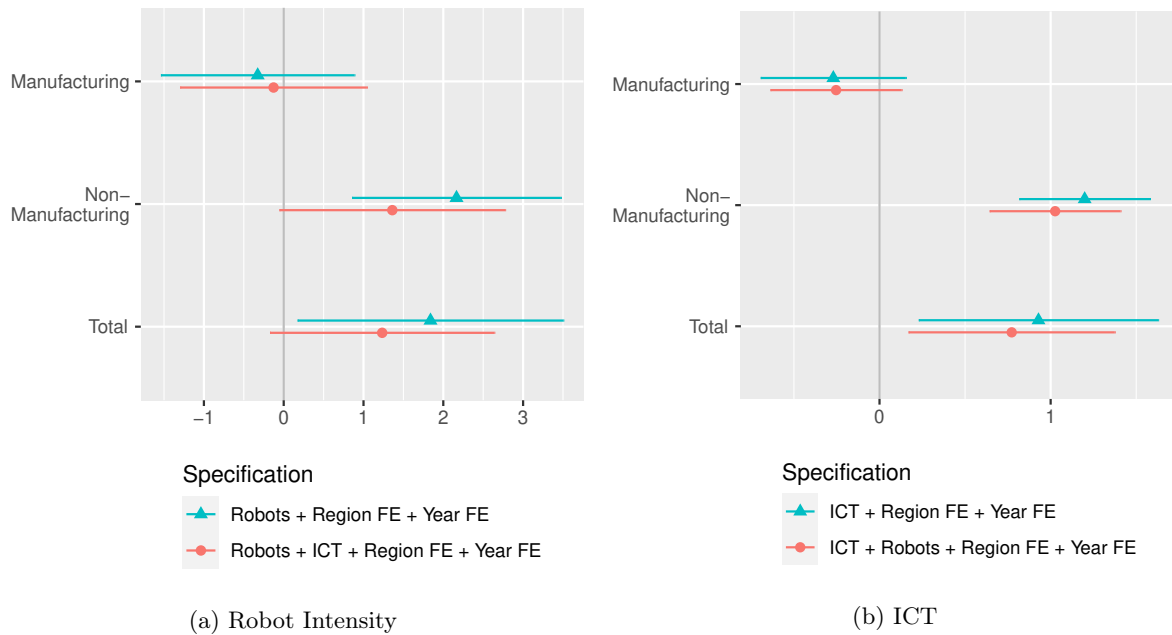 Manufacturing
Non−
Manufacturing
Total
−1 0 1 2 3
Specification
Robots + Region FE + Year FE
Robots + ICT + Region FE + Year FE
(a) Robot Intensity
Manufacturing
Non−
Manufacturing
Total
0 1
Specification
ICT + Region FE + Year FE
ICT + Robots + Region FE + Year FE
(b) ICT